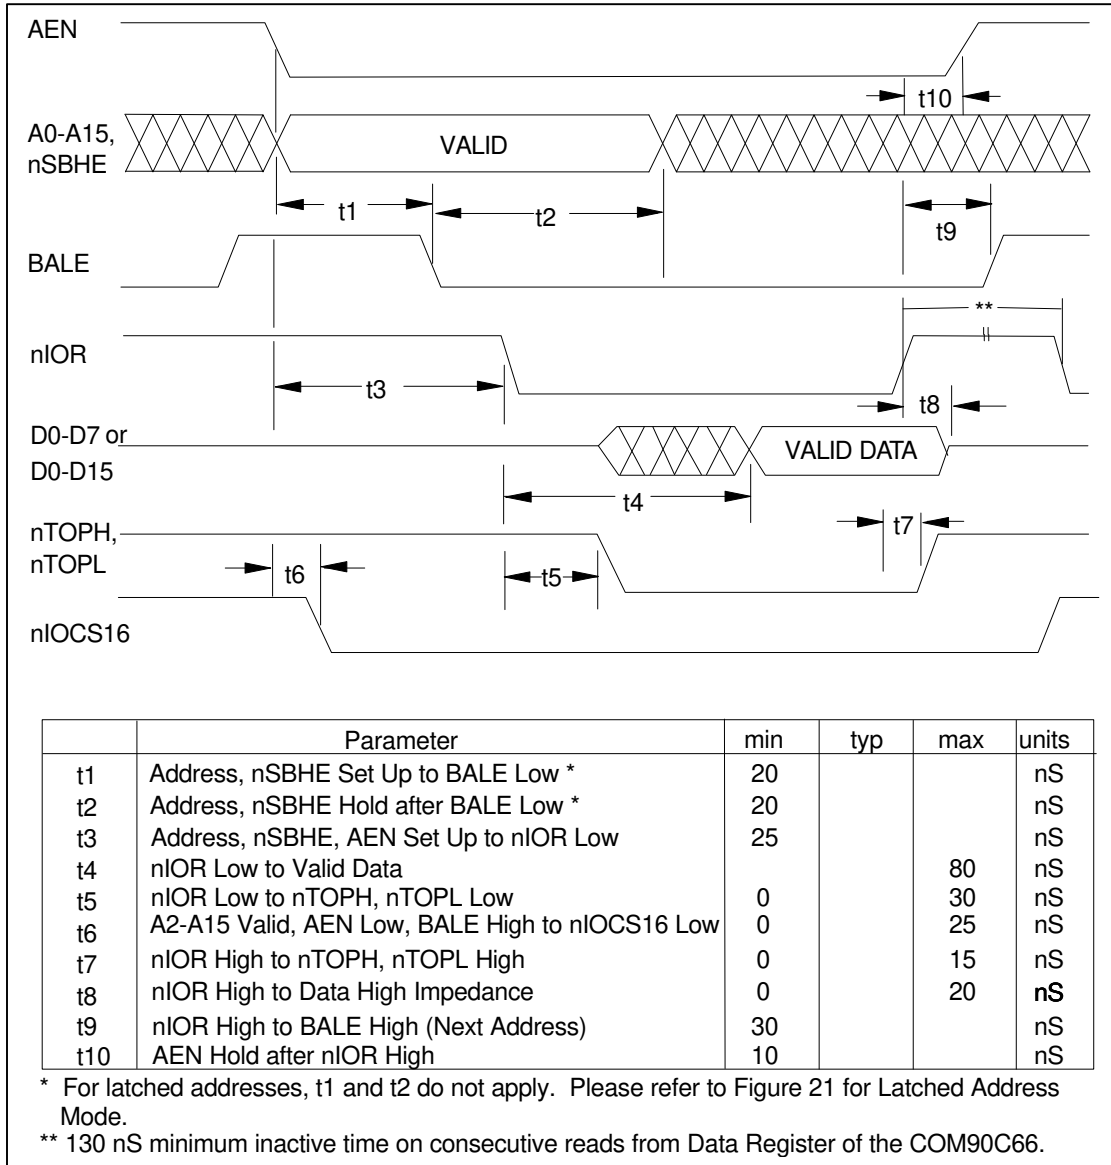 AEN
t10
A0-A15,
nSBHE
VALID
t1
t2
t9
BALE
**
nIOR
t3
t8
D0-D7 or
D0-D15
VALID DATA
t4
nTOPH,
nTOPL
t7
t6
t5
nIOCS16
Parameter min typ max units
t1 Address, nSBHE Set Up to BALE Low * 20 nS
t2 Address, nSBHE Hold after BALE Low * 20 nS
t3 Address, nSBHE, AEN Set Up to nIOR Low 25 nS
t4 nIOR Low to Valid Data 80 nS
t5 nIOR Low to nTOPH, nTOPL Low 0 30 nS
t6 A2-A15 Valid, AEN Low, BALE High to nIOCS16 Low 0 25 nS
t7 nIOR High to nTOPH, nTOPL High 0 15 nS
t8 nIOR High to Data High Impedance 0 20 nS
t9 nIOR High to BALE High (Next Address) 30 nS
t10 AEN Hold after nIOR High 10 nS
* For latched addresses, t1 and t2 do not apply. Please refer to Figure 21 for Latched Address
Mode.
** 130 nS minimum inactive time on consecutive reads from Data Register of the COM90C66.